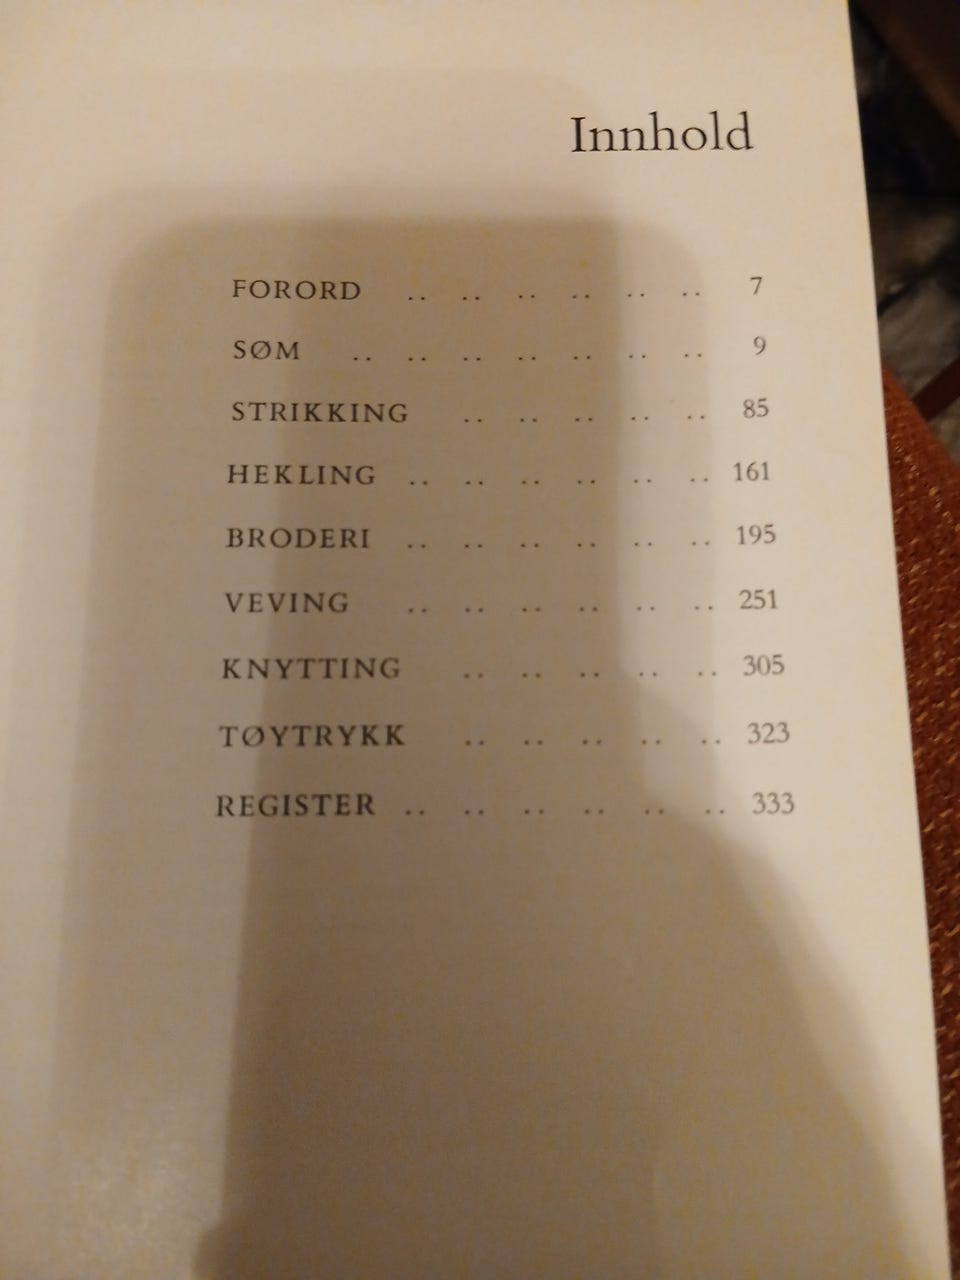 Innhold
FORORD .. .. .. .. .. .. 7
SØM .. .. .. .. .. .. .. 9
STRIKKING .. .. .. .. .. 85
HEKLING .. .. .. .. .. .. 161
BRODERI .. .. .. .. .. .. 195
VEVING .. .. .. .. .. .. 251
KNYTTING .. .. .. .. .. 305
TØYTRYKK .. .. .. .. .. 323
REGISTER .. .. .. .. .. .. 333